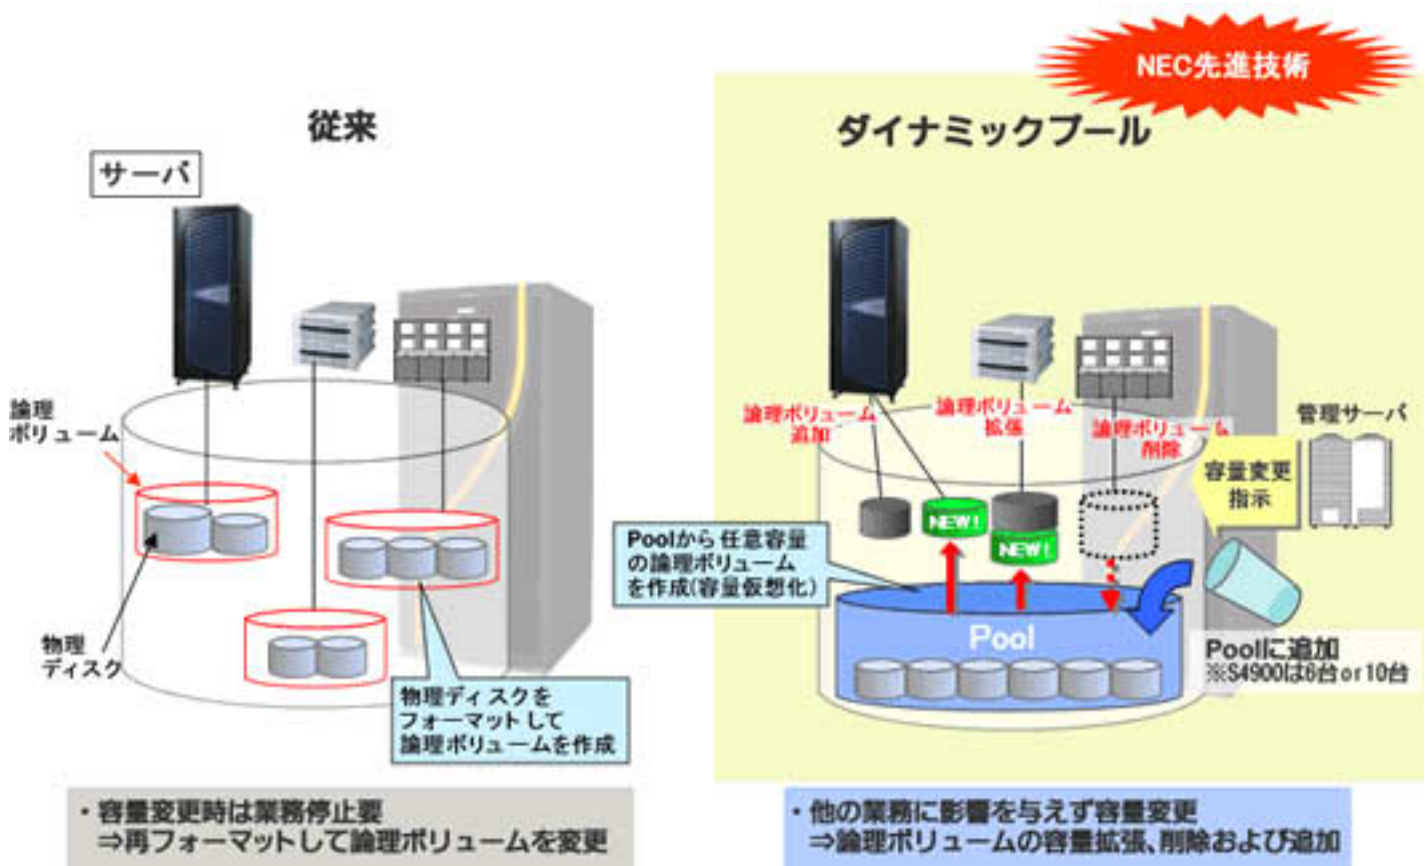 NEC先進技術
従来
サーバ
論理
ボリューム
物理
ディスク
物理ディスクを
フォーマットして
論理ボリュームを作成
・容量変更時は業務停止要
⇒再フォーマットして論理ボリュームを変更
ダイナミックプール
論理ボリューム
追加
論理ボリューム
拡張
論理ボリューム
削除
管理サーバ
容量変更
指示
NEW!
NEW!
Poolから任意容量
の論理ボリューム
を作成(容量仮想化)
Pool
Poolに追加
※S4900は6台or10台
・他の業務に影響を与えず容量変更
⇒論理ボリュームの容量拡張、削除および追加